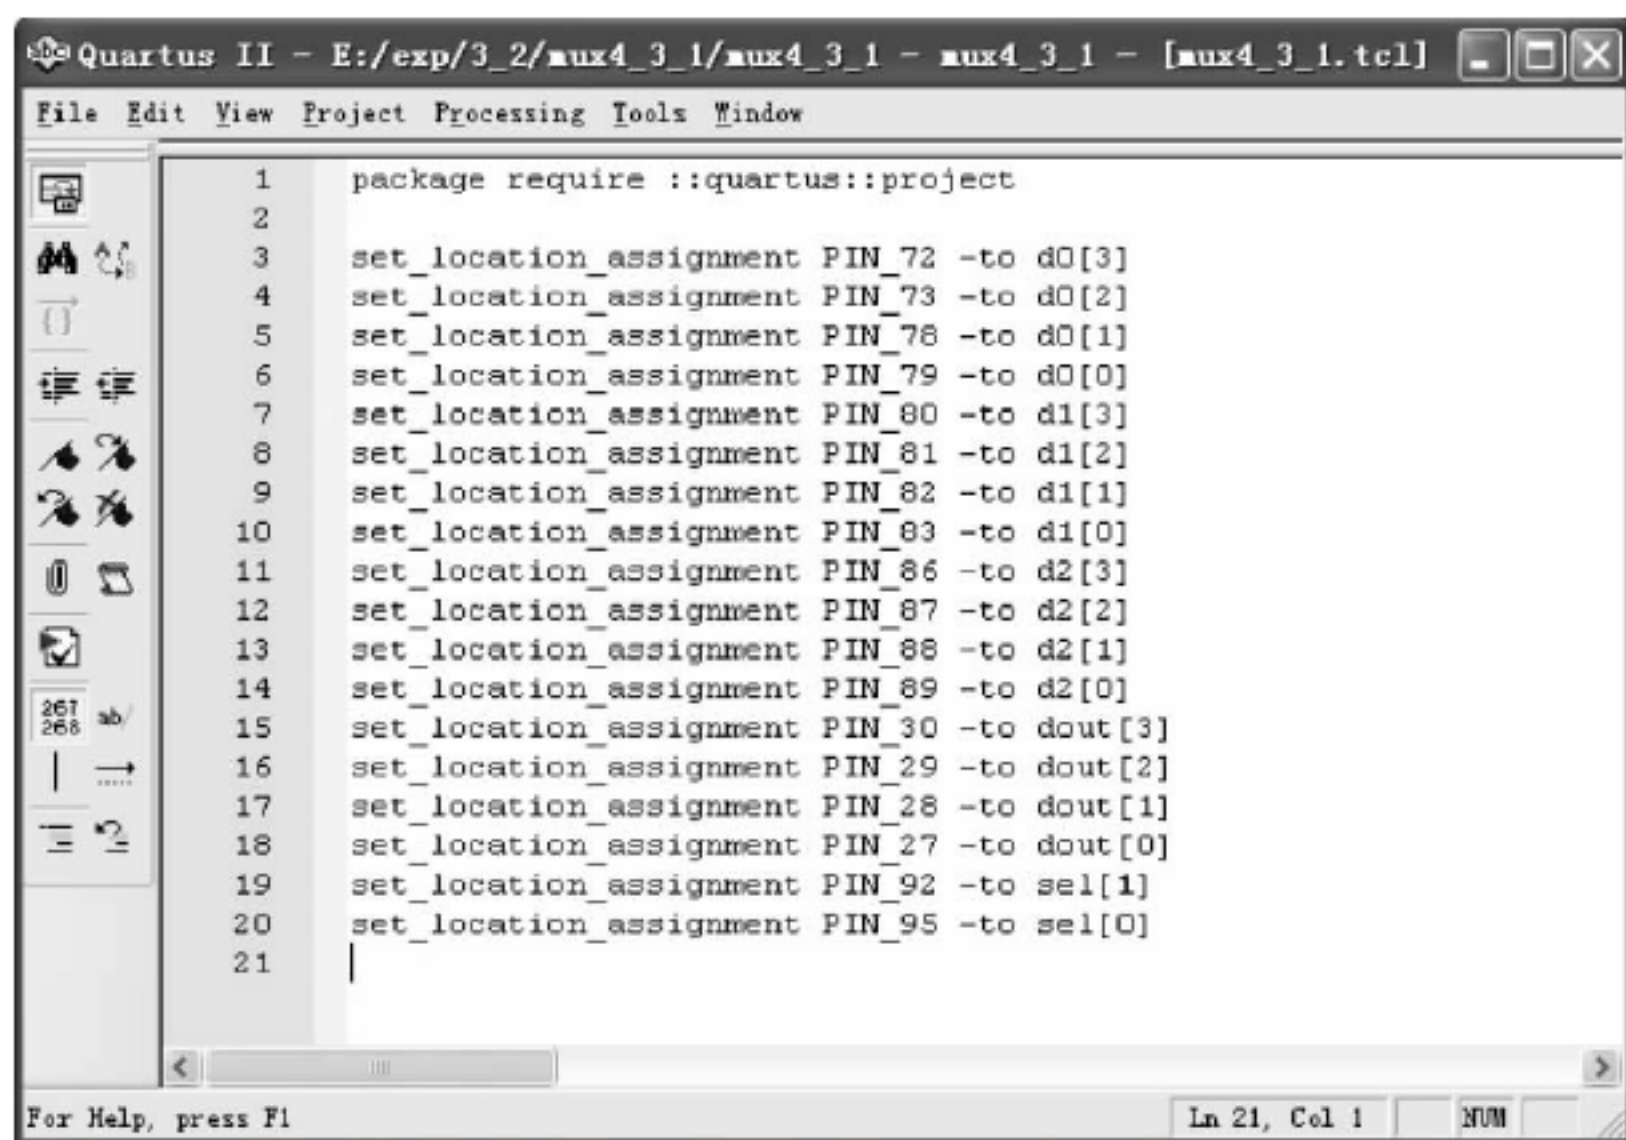 Quartus II - E:/exp/3_2/mux4_3_1/mux4_3_1 - mux4_3_1 - [mux4_3_1.tcl]
File Edit View Project Processing Tools Window
1 package require ::quartus::project
2
3 set_location_assignment PIN_72 -to d0[3]
4 set_location_assignment PIN_73 -to d0[2]
5 set_location_assignment PIN_78 -to d0[1]
6 set_location_assignment PIN_79 -to d0[0]
7 set_location_assignment PIN_80 -to d1[3]
8 set_location_assignment PIN_81 -to d1[2]
9 set_location_assignment PIN_82 -to d1[1]
10 set_location_assignment PIN_83 -to d1[0]
11 set_location_assignment PIN_86 -to d2[3]
12 set_location_assignment PIN_87 -to d2[2]
13 set_location_assignment PIN_88 -to d2[1]
14 set_location_assignment PIN_89 -to d2[0]
15 set_location_assignment PIN_30 -to dout[3]
16 set_location_assignment PIN_29 -to dout[2]
17 set_location_assignment PIN_28 -to dout[1]
18 set_location_assignment PIN_27 -to dout[0]
19 set_location_assignment PIN_92 -to sel[1]
20 set_location_assignment PIN_95 -to sel[0]
21
267
268 ab/
For Help, press F1
Ln 21, Col 1 NUM